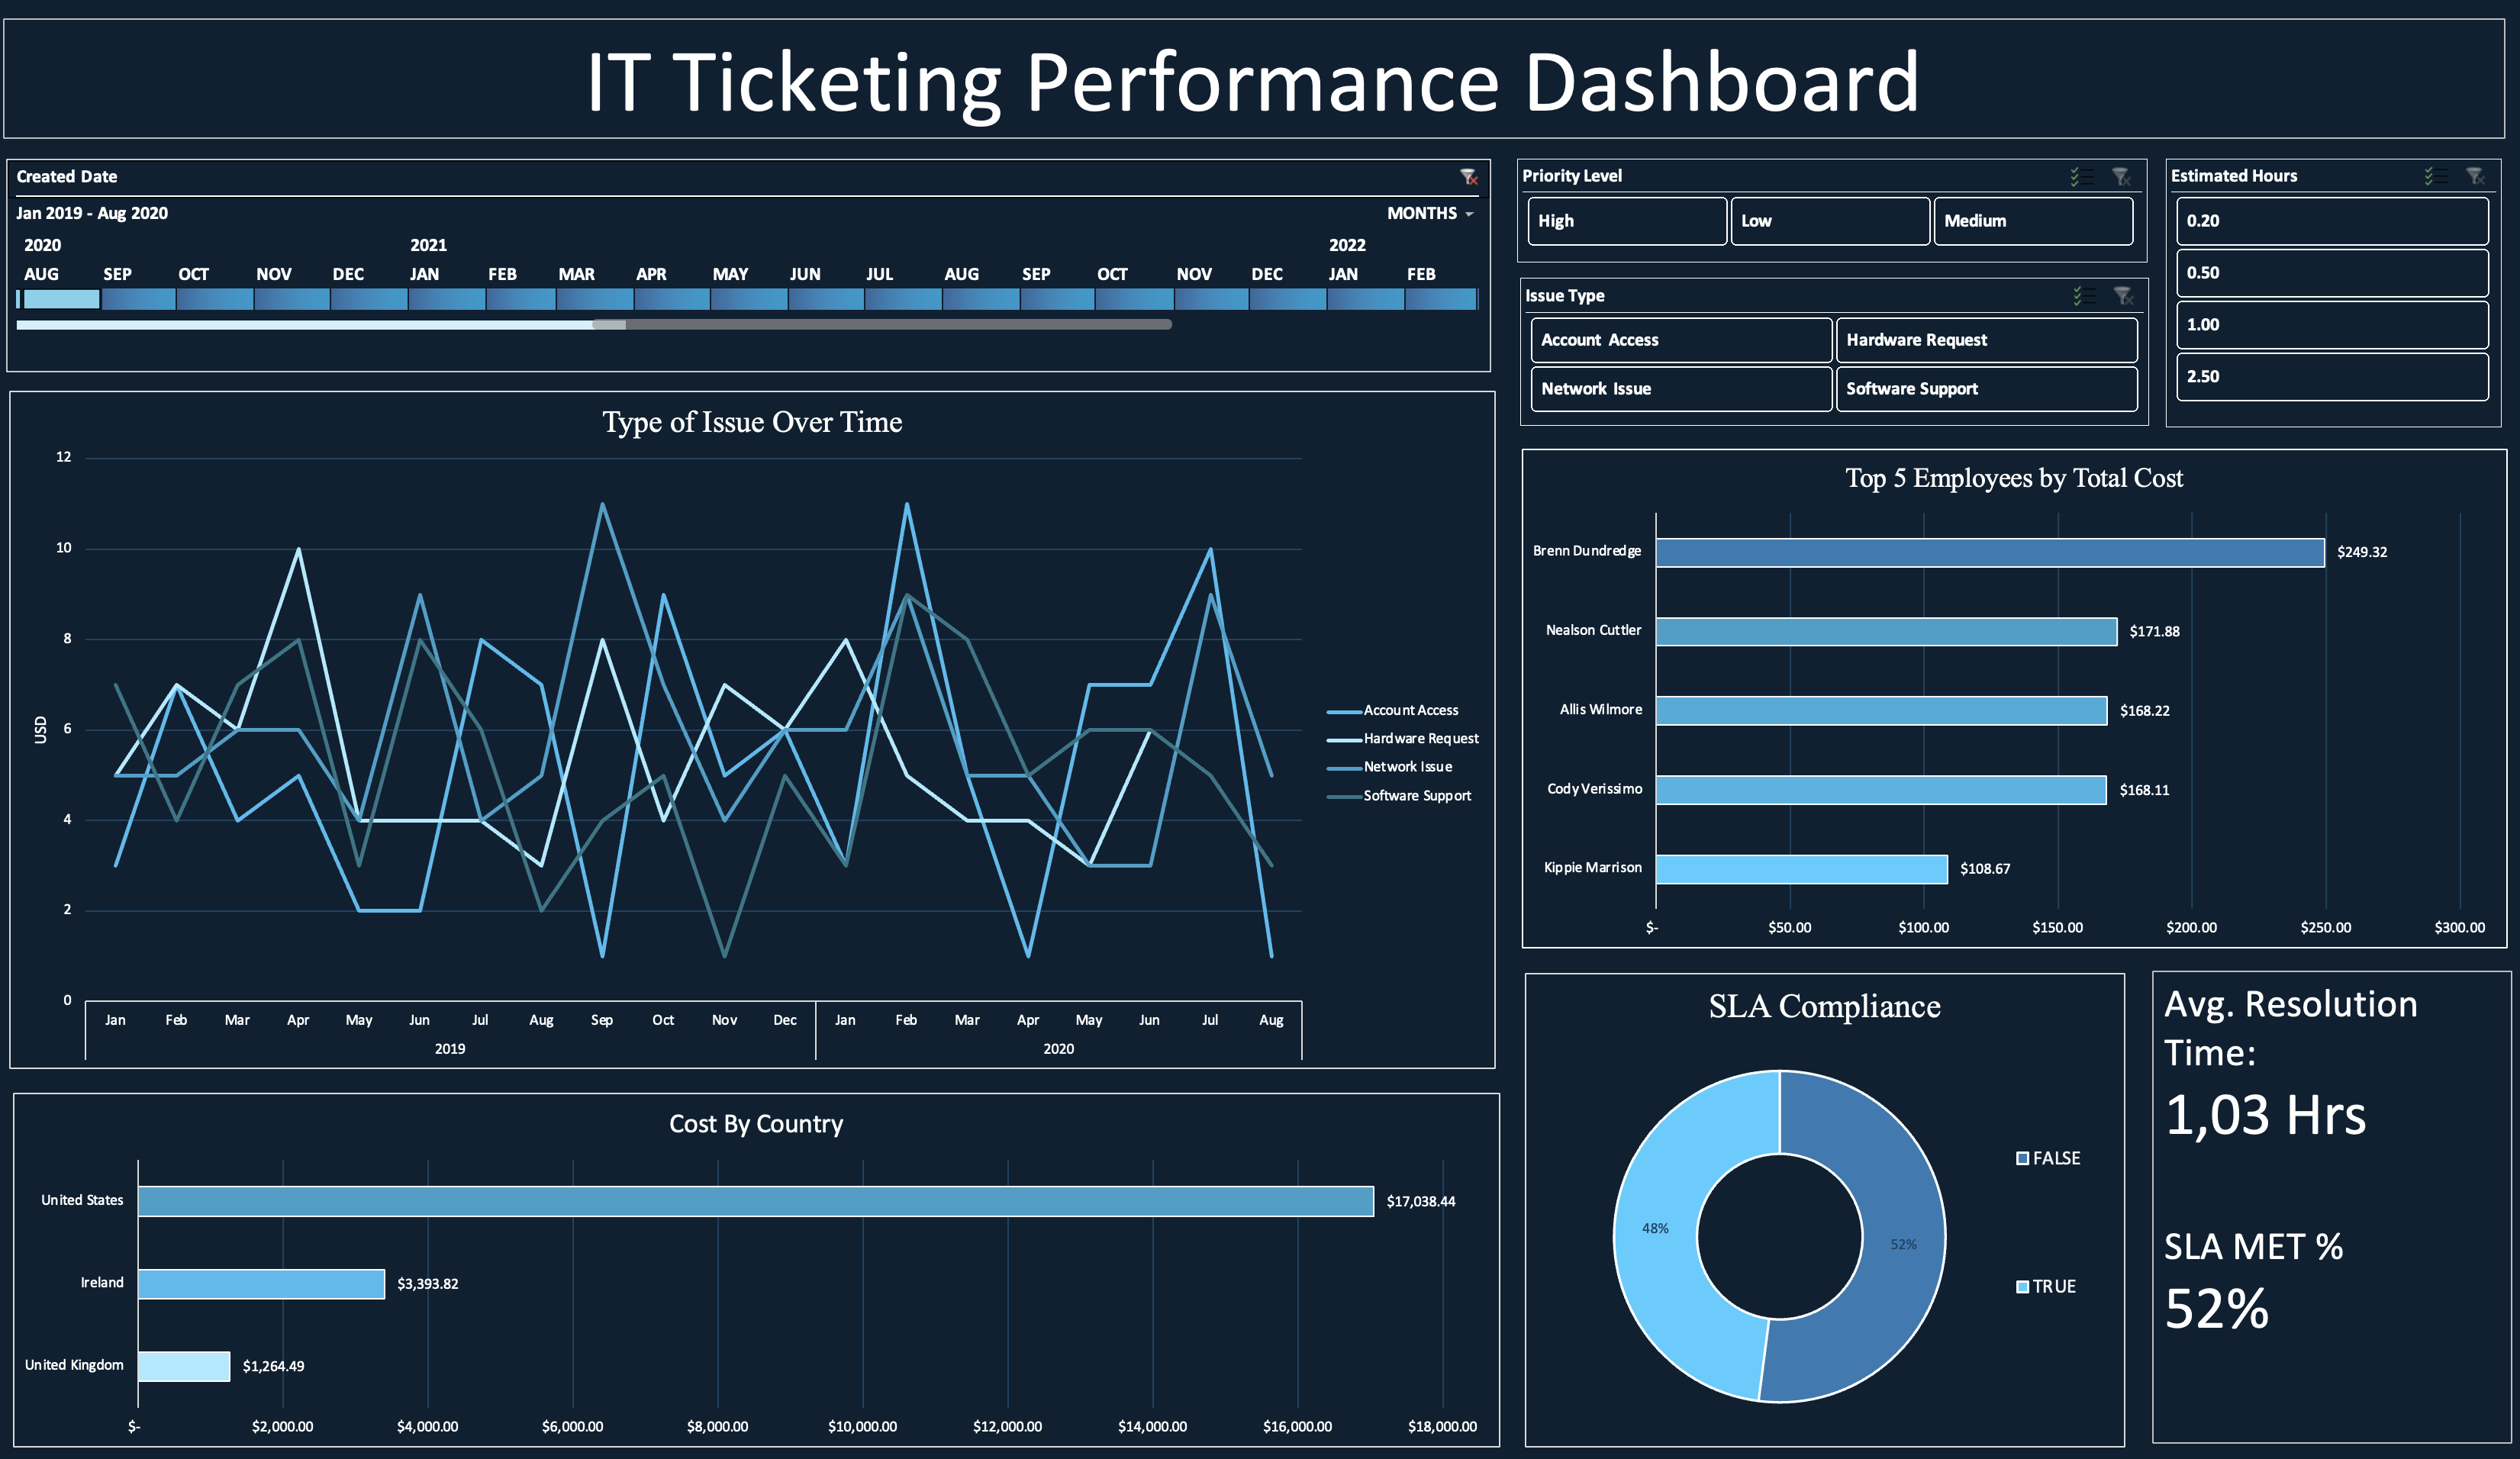 IT Ticketing Performance Dashboard
Created Date
Jan 2019 - Aug 2020
MONTHS
2020 2021 2022
AUG SEP OCT NOV DEC JAN FEB MAR APR MAY JUN JUL AUG SEP OCT NOV DEC JAN FEB
Priority Level
High Low Medium
Issue Type
Account Access Hardware Request
Network Issue Software Support
Estimated Hours
0.20
0.50
1.00
2.50
Type of Issue Over Time
12
10
8
6
4
2
0
USD
Jan Feb Mar Apr May Jun Jul Aug Sep Oct Nov Dec Jan Feb Mar Apr May Jun Jul Aug
2019 2020
Account Access
Hardware Request
Network Issue
Software Support
Top 5 Employees by Total Cost
Brenn Dundredge $249.32
Nealson Cuttler $171.88
Allis Wilmore $168.22
Cody Verissimo $168.11
Kippie Marrison $108.67
$- $50.00 $100.00 $150.00 $200.00 $250.00 $300.00
Cost By Country
United States $17,038.44
Ireland $3,393.82
United Kingdom $1,264.49
$- $2,000.00 $4,000.00 $6,000.00 $8,000.00 $10,000.00 $12,000.00 $14,000.00 $16,000.00 $18,000.00
SLA Compliance
48%
52%
FALSE
TRUE
Avg. Resolution
Time:
1,03 Hrs
SLA MET %
52%